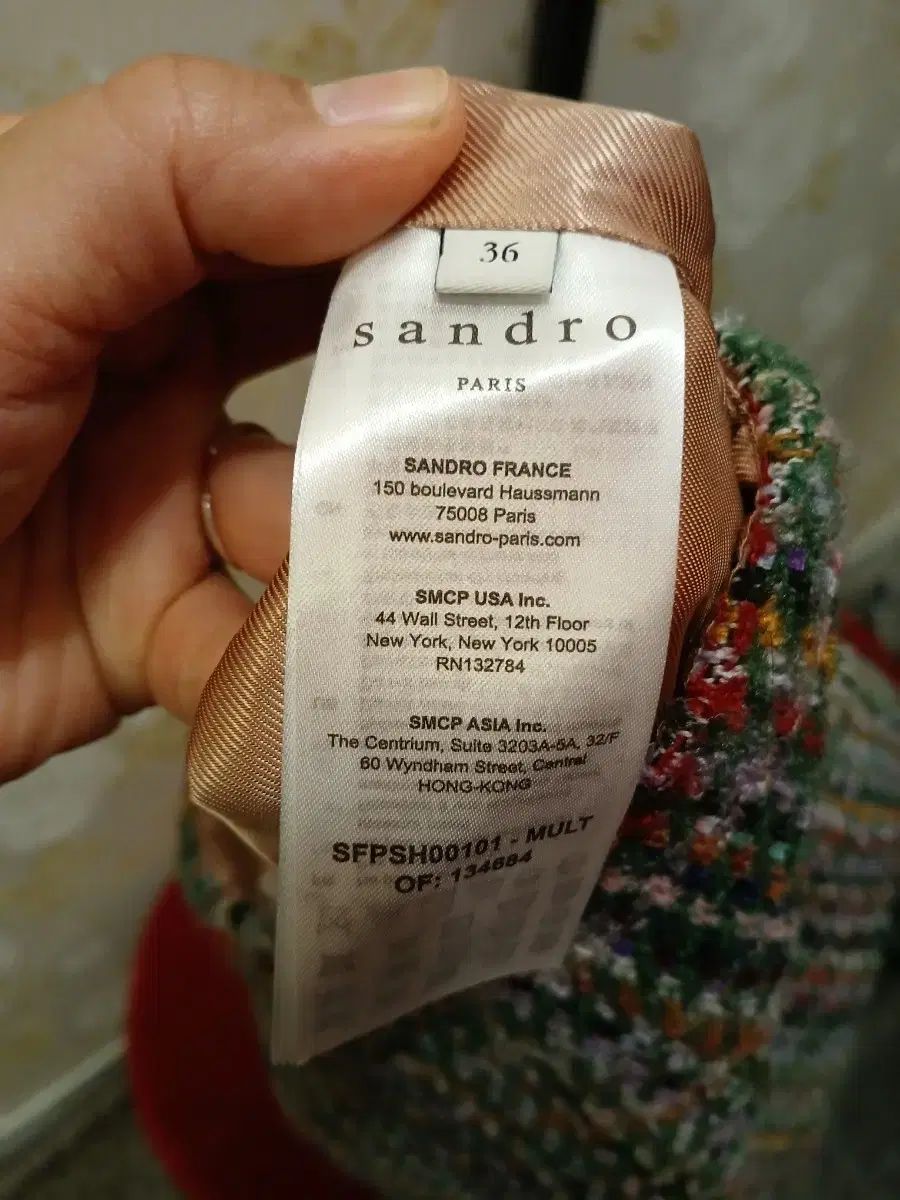 36
sandro
PARIS
SANDRO FRANCE
150 boulevard Haussmann
75008 Paris
www.sandro-paris.com
SMCP USA Inc.
44 Wall Street, 12th Floor
New York, New York 10005
RN132784
SMCP ASIA Inc.
The Centrium, Suite 3203A-5A, 32/F
60 Wyndham Street, Central
HONG-KONG
SFPSH00101 - MULT
OF: 134684